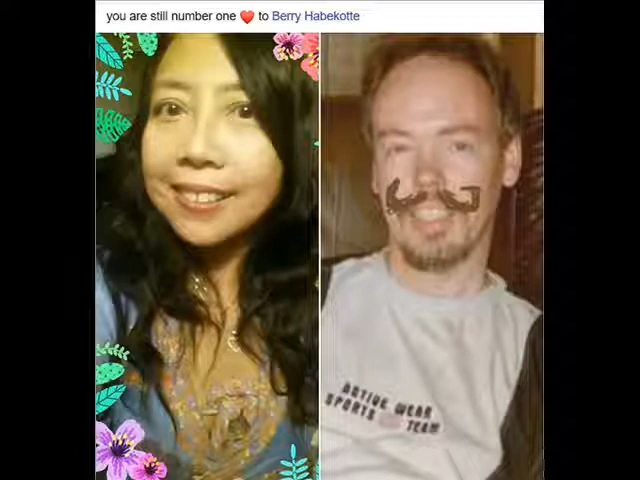 you are still number one ❤️ to Berry Habekotte
ACTIVE WEAR
SPORTS TEAM